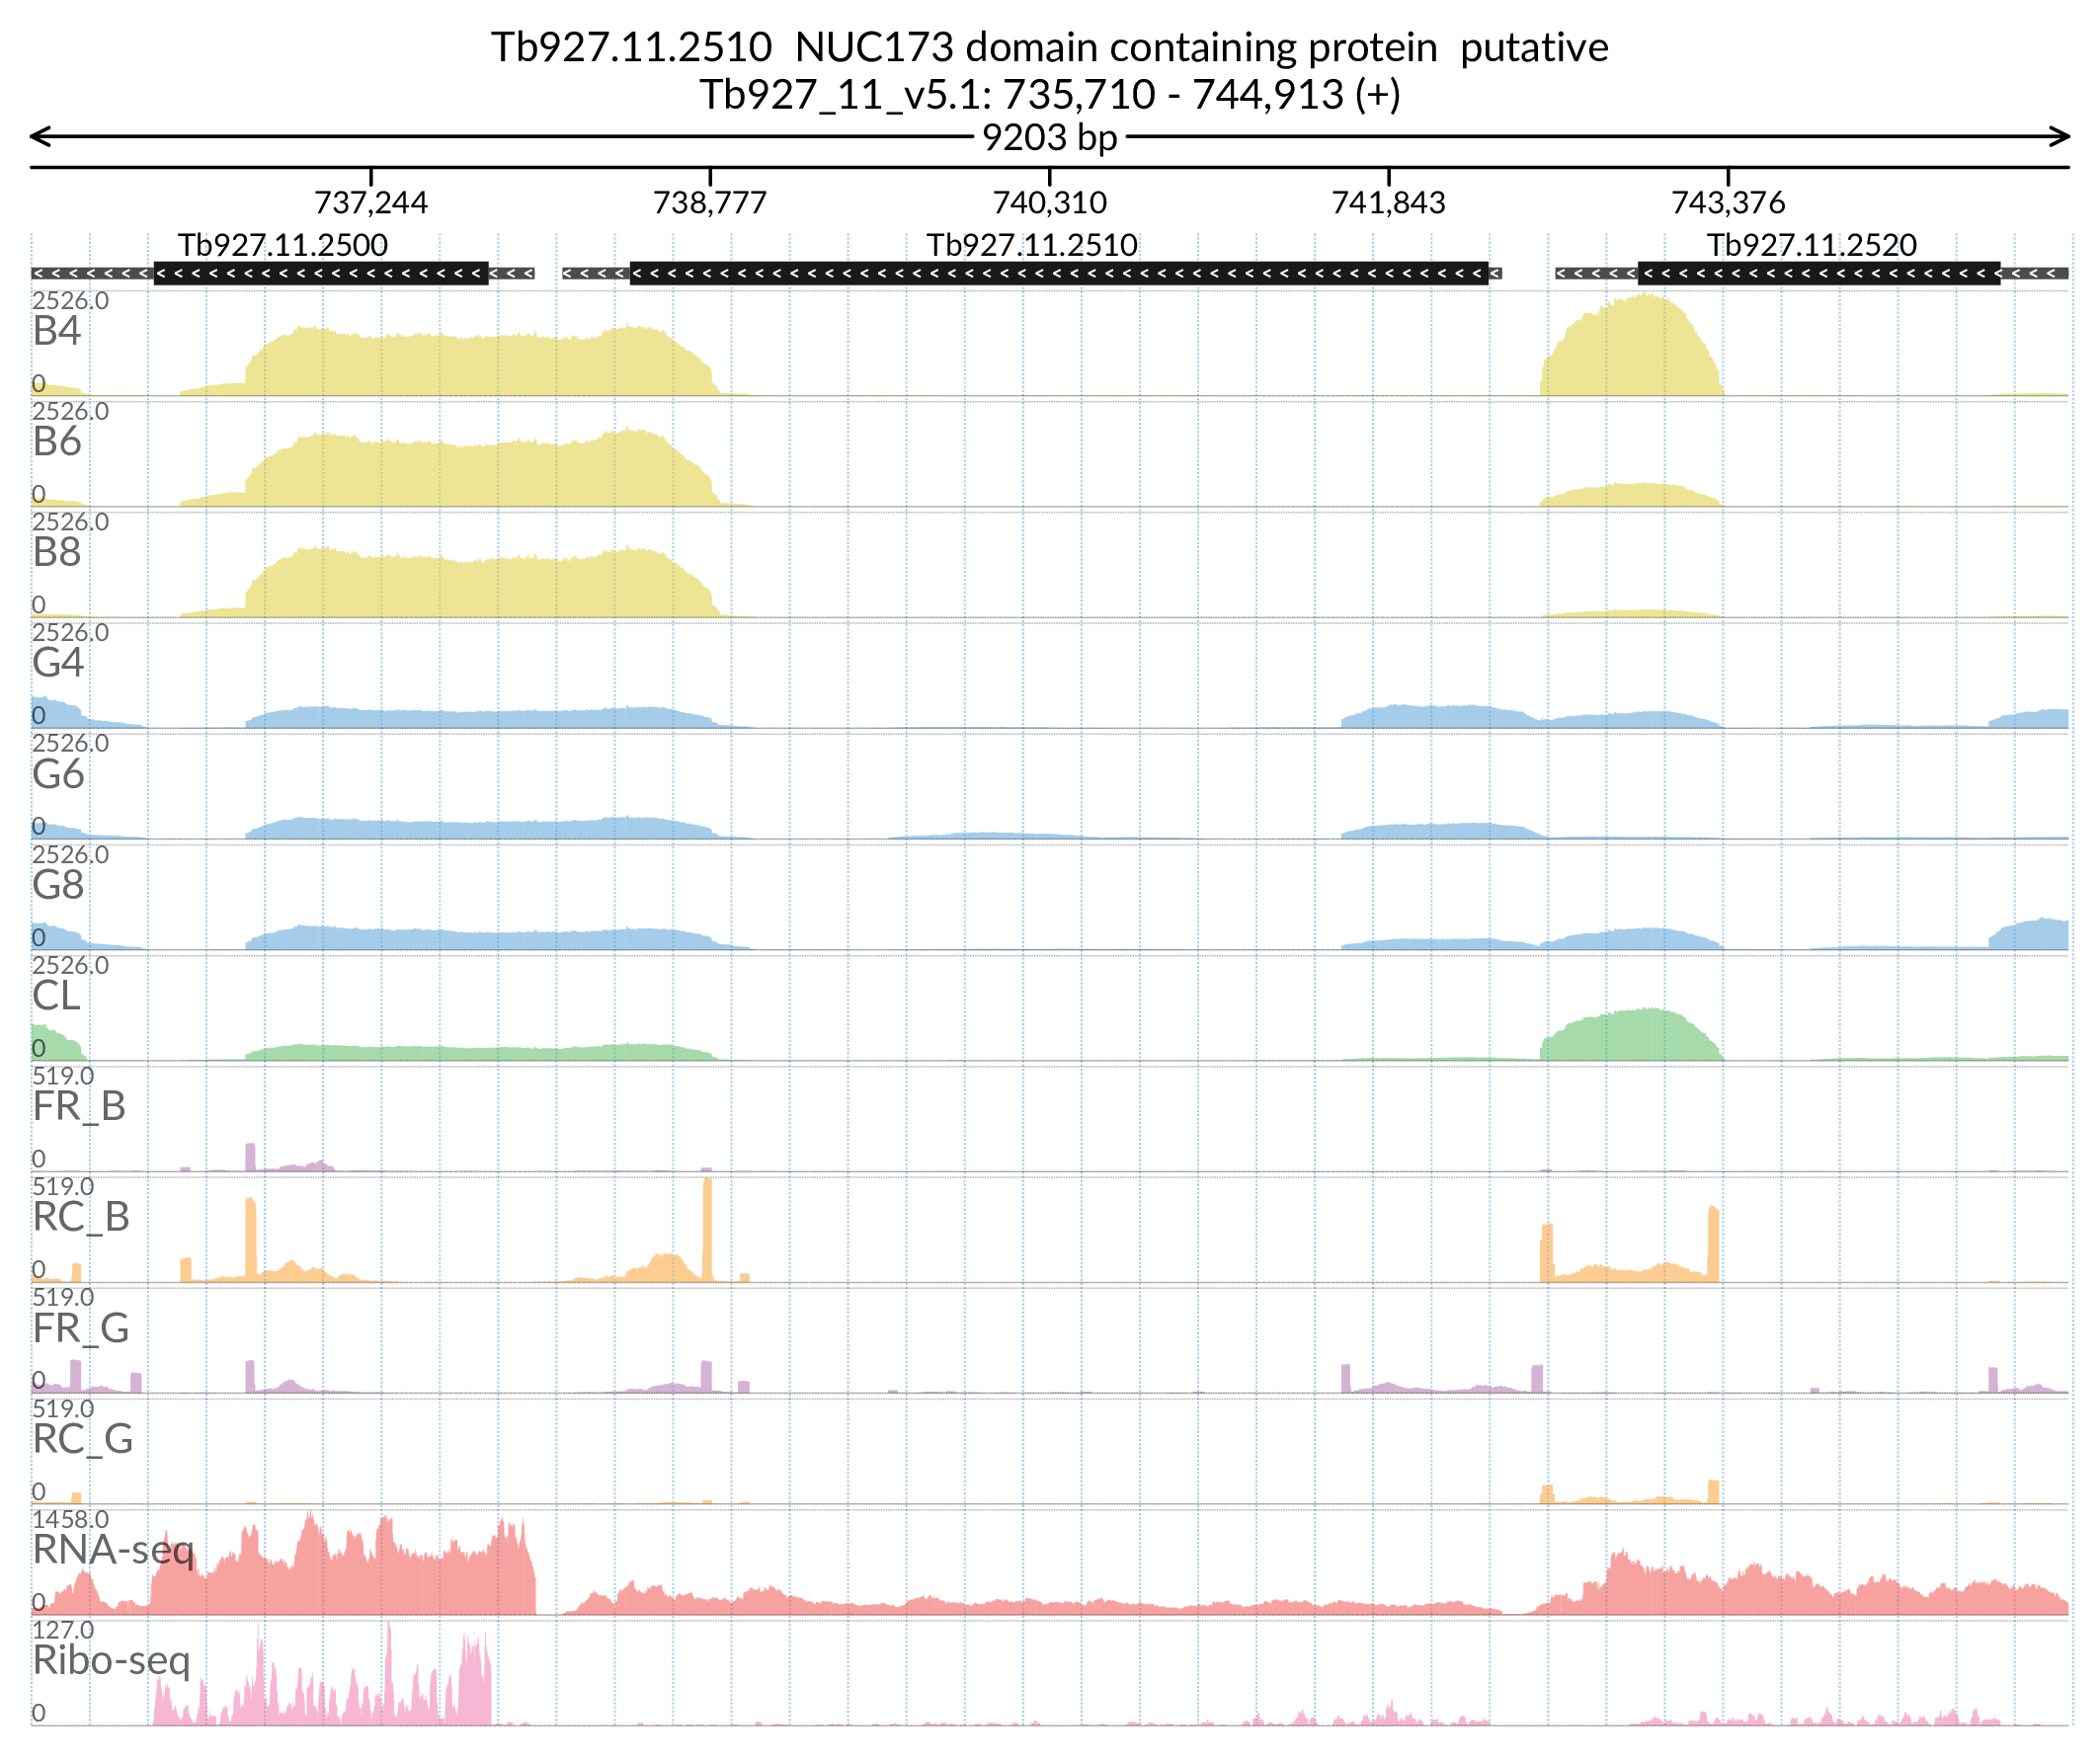 Tb927.11.2510  NUC173 domain containing protein  putative
Tb927_11_v5.1: 735,710 - 744,913 (+)
9203 bp
737,244 738,777 740,310 741,843 743,376
Tb927.11.2500 Tb927.11.2510 Tb927.11.2520
2526.0
B4
0
2526.0
B6
0
2526.0
B8
0
2526.0
G4
0
2526.0
G6
0
2526.0
G8
0
2526.0
CL
0
519.0
FR_B
0
519.0
RC_B
0
519.0
FR_G
0
519.0
RC_G
0
1458.0
RNA-seq
0
127.0
Ribo-seq
0